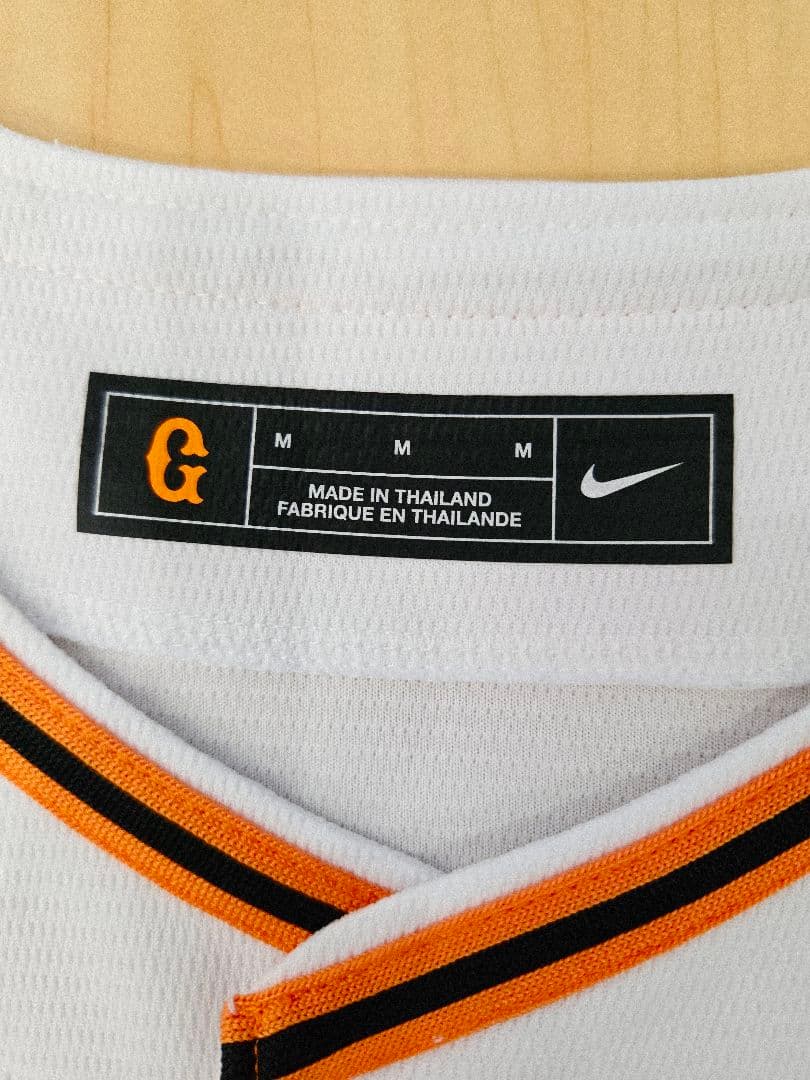 G
M M M
MADE IN THAILAND
FABRIQUE EN THAILANDE